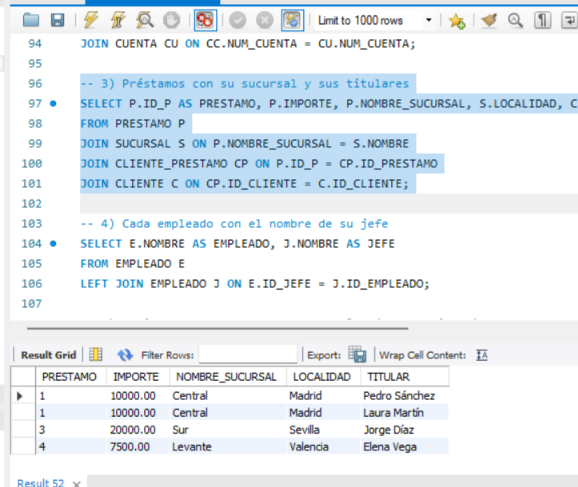 Limit to 1000 rows
94 JOIN CUENTA CU ON CC.NUM_CUENTA = CU.NUM_CUENTA;
95
96 -- 3) Préstamos con su sucursal y sus titulares
97 SELECT P.ID_P AS PRESTAMO, P.IMPORTE, P.NOMBRE_SUCURSAL, S.LOCALIDAD, C
98 FROM PRESTAMO P
99 JOIN SUCURSAL S ON P.NOMBRE_SUCURSAL = S.NOMBRE
100 JOIN CLIENTE_PRESTAMO CP ON P.ID_P = CP.ID_PRESTAMO
101 JOIN CLIENTE C ON CP.ID_CLIENTE = C.ID_CLIENTE;
102
103 -- 4) Cada empleado con el nombre de su jefe
104 SELECT E.NOMBRE AS EMPLEADO, J.NOMBRE AS JEFE
105 FROM EMPLEADO E
106 LEFT JOIN EMPLEADO J ON E.ID_JEFE = J.ID_EMPLEADO;
107
Result Grid Filter Rows: Export: Wrap Cell Content:
PRESTAMO IMPORTE NOMBRE_SUCURSAL LOCALIDAD TITULAR
1 10000.00 Central Madrid Pedro Sánchez
1 10000.00 Central Madrid Laura Martín
3 20000.00 Sur Sevilla Jorge Díaz
4 7500.00 Levante Valencia Elena Vega
Result 52